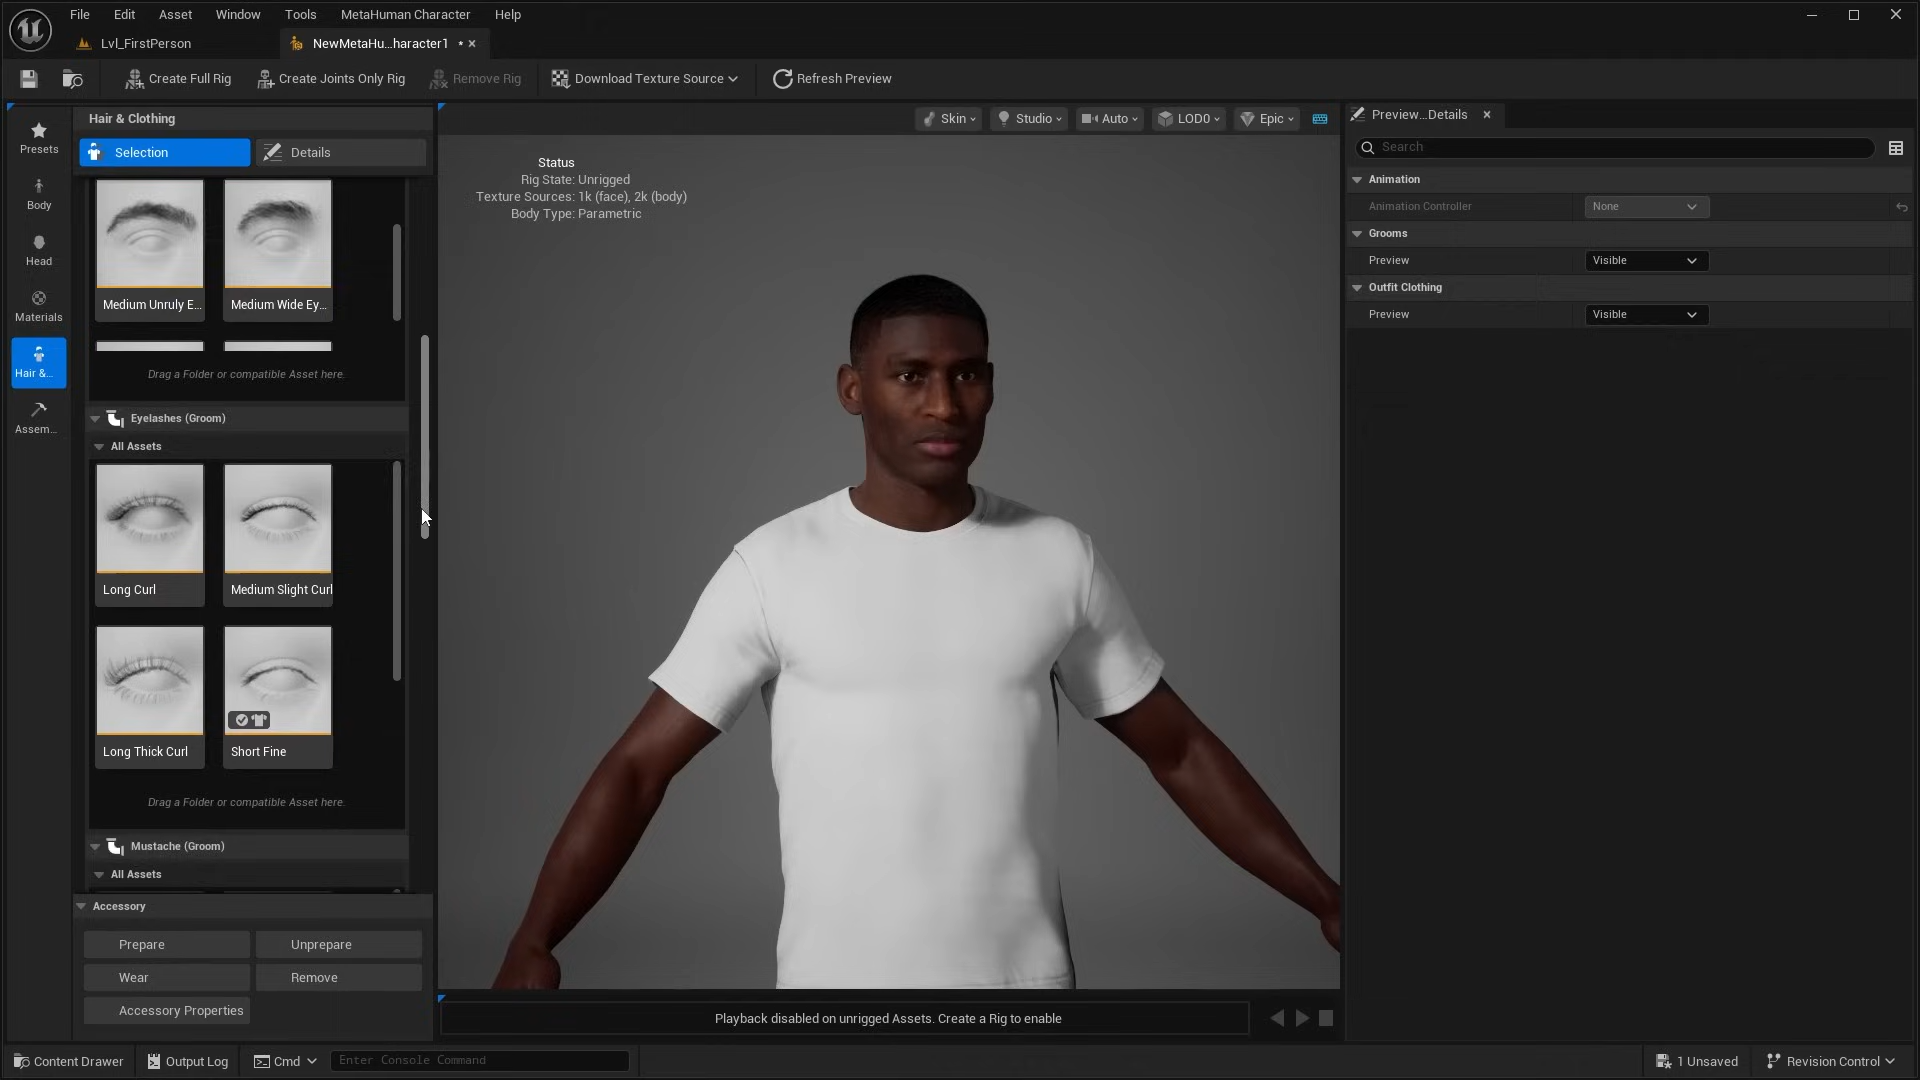 File Edit Asset Window Tools MetaHuman Character Help
Lvl_FirstPerson
NewMetaHu...haracter1 •
Create Full Rig
Create Joints Only Rig
Remove Rig
Download Texture Source
Refresh Preview
Presets
Body
Head
Materials
Hair &...
Assem...
Hair & Clothing
Selection
Details
Medium Unruly E...
Medium Wide Ey...
Drag a Folder or compatible Asset here.
Eyelashes (Groom)
All Assets
Long Curl
Medium Slight Curl
Long Thick Curl
Short Fine
Drag a Folder or compatible Asset here.
Mustache (Groom)
All Assets
Accessory
Prepare
Unprepare
Wear
Remove
Accessory Properties
Skin
Studio
Auto
LOD0
Epic
Status
Rig State: Unrigged
Texture Sources: 1k (face), 2k (body)
Body Type: Parametric
Playback disabled on unrigged Assets. Create a Rig to enable
Preview...Details
Search
Animation
Animation Controller
None
Grooms
Preview
Visible
Outfit Clothing
Preview
Visible
Content Drawer
Output Log
Cmd
Enter Console Command
1 Unsaved
Revision Control